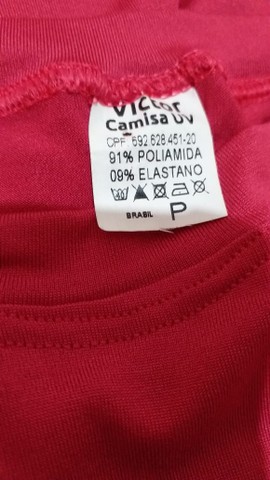 Victor
Camisa UV
CPF: 692.628.451-20
91% POLIAMIDA
09% ELASTANO
BRASIL P